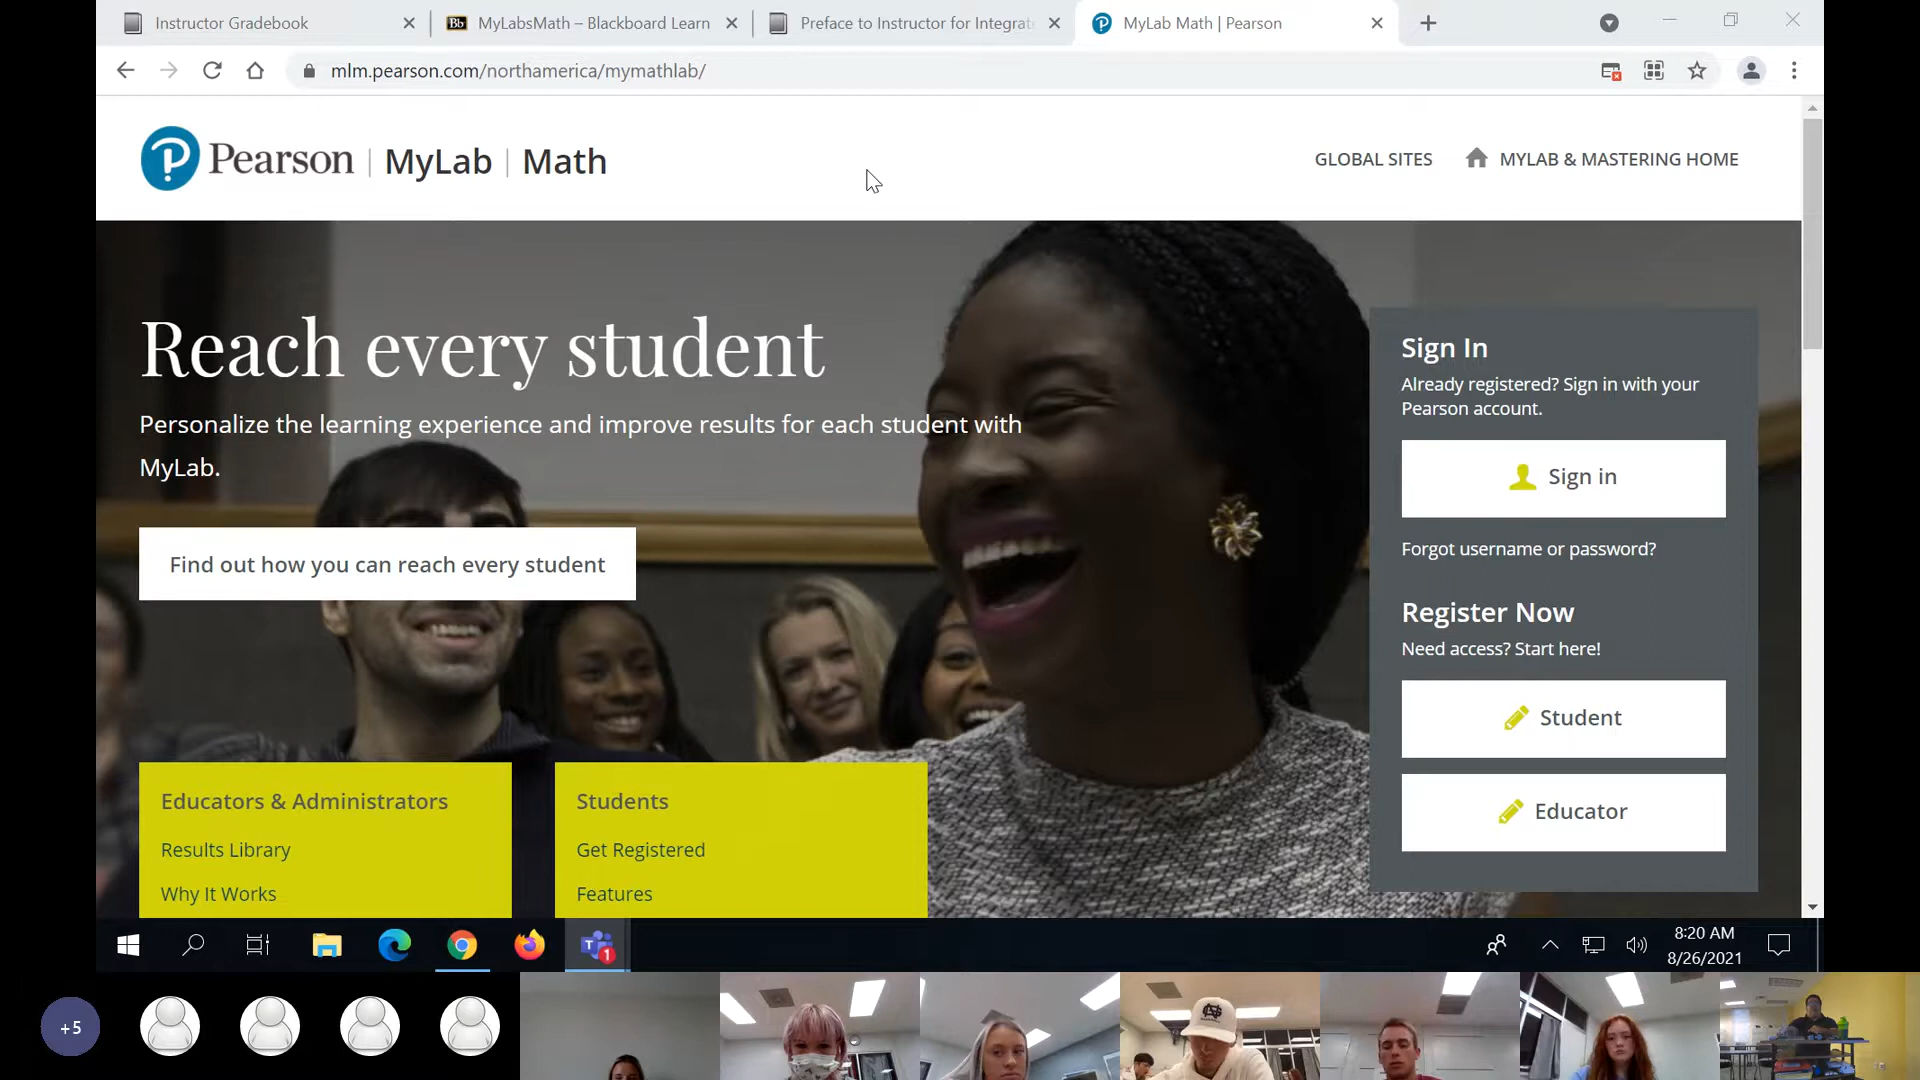 Instructor Gradebook
Bb MyLabsMath – Blackboard Learn
Preface to Instructor for Integrat
MyLab Math | Pearson
mlm.pearson.com/northamerica/mymathlab/
Pearson | MyLab | Math
GLOBAL SITES
MYLAB & MASTERING HOME
Reach every student
Personalize the learning experience and improve results for each student with
MyLab.
Find out how you can reach every student
Sign In
Already registered? Sign in with your
Pearson account.
Sign in
Forgot username or password?
Register Now
Need access? Start here!
Student
Educator
Educators & Administrators
Results Library
Why It Works
Students
Get Registered
Features
T 1
8:20 AM
8/26/2021
+5